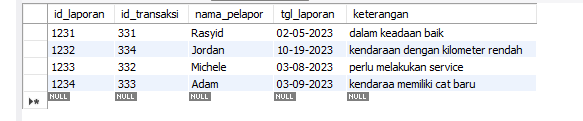 id_laporan id_transaksi nama_pelapor tgl_laporan keterangan
1231 331 Rasyid 02-05-2023 dalam keadaan baik
1232 334 Jordan 10-19-2023 kendaraan dengan kilometer rendah
1233 332 Michele 03-08-2023 perlu melakukan service
1234 333 Adam 03-09-2023 kendaraa memiliki cat baru
NULL NULL NULL NULL NULL